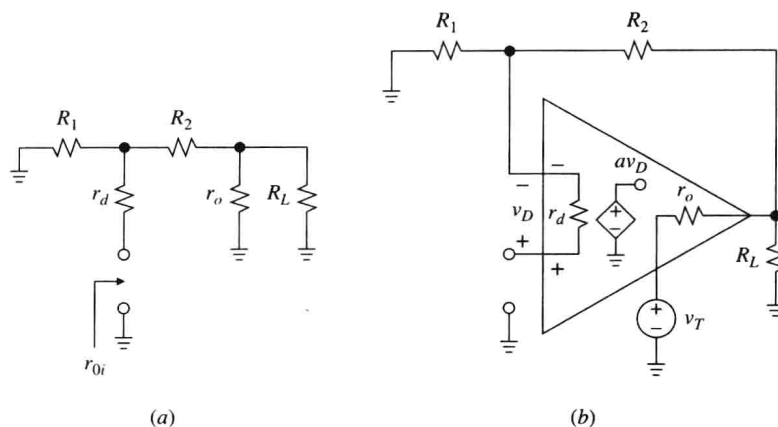 R1
R2
rd
ro
RL
r0i
(a)
R1
R2
avD
−
−
vD
rd
+
−
ro
+
+
RL
+
−
vT
(b)